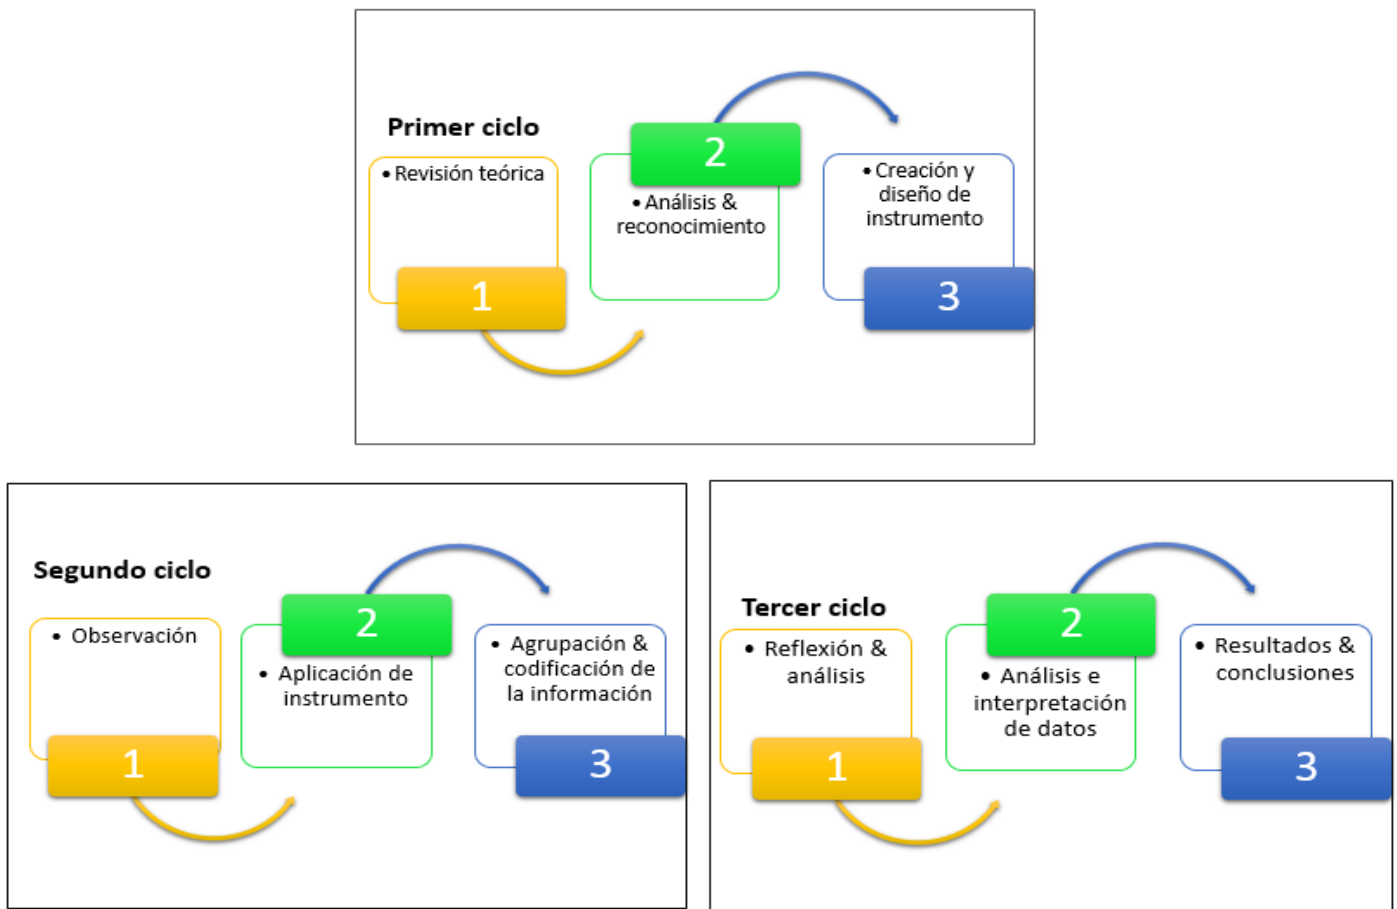 Primer ciclo
• Revisión teórica
1
2
• Análisis &
reconocimiento
• Creación y
diseño de
instrumento
3
Segundo ciclo
• Observación
1
2
• Aplicación de
instrumento
• Agrupación &
codificación de
la información
3
Tercer ciclo
• Reflexión &
análisis
1
2
• Análisis e
interpretación
de datos
• Resultados &
conclusiones
3